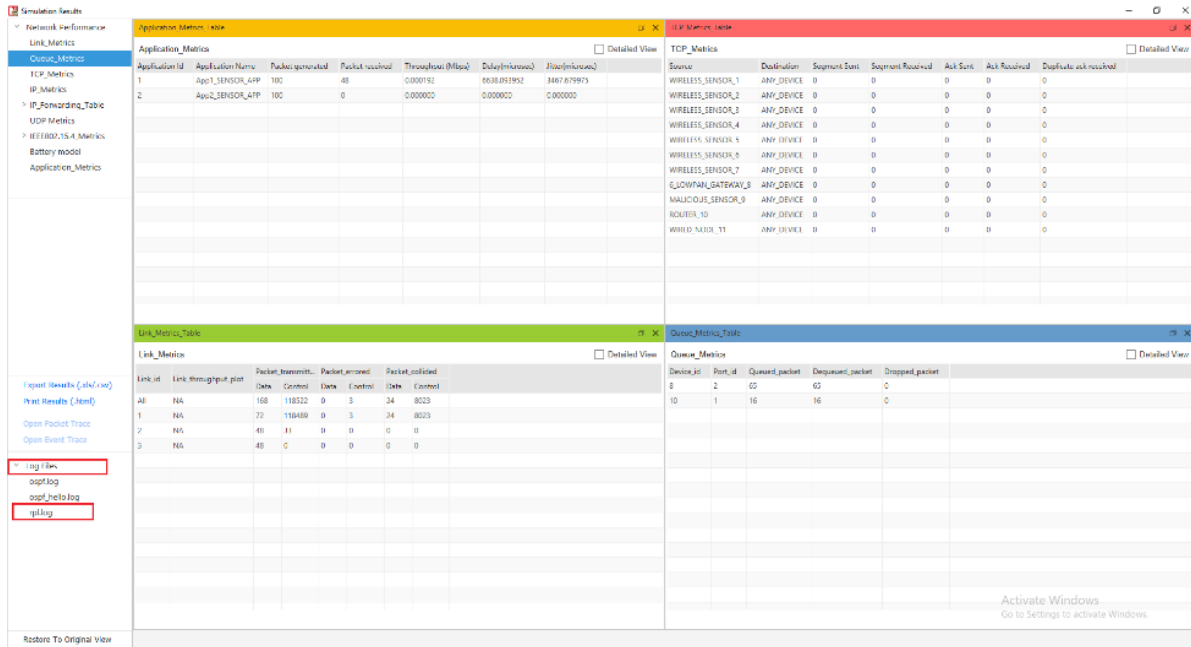 Simulation Results
Network Performance
Link_Metrics
Queue_Metrics
TCP_Metrics
IP_Metrics
IP_Forwarding_Table
UDP Metrics
IEEE802.15.4_Metrics
Battery model
Application_Metrics
Export Results (.xls/.csv)
Print Results (.html)
Open Packet Trace
Open Event Trace
Log Files
ospf.log
ospf_hello.log
rpl.log
Restore To Original View
Application_Metrics_Table
Application_Metrics Detailed View
Application Id Application Name Packet generated Packet received Throughput (Mbps) Delay(microsec) Jitter(microsec)
1 App1_SENSOR_APP 100 48 0.000192 6638.093952 3467.679975
2 App2_SENSOR_APP 100 0 0.000000 0.000000 0.000000
TCP_Metrics_Table
TCP_Metrics Detailed View
Source Destination Segment Sent Segment Received Ack Sent Ack Received Duplicate ack received
WIRELESS_SENSOR_1 ANY_DEVICE 0 0 0 0 0
WIRELESS_SENSOR_2 ANY_DEVICE 0 0 0 0 0
WIRELESS_SENSOR_3 ANY_DEVICE 0 0 0 0 0
WIRELESS_SENSOR_4 ANY_DEVICE 0 0 0 0 0
WIRELESS_SENSOR_5 ANY_DEVICE 0 0 0 0 0
WIRELESS_SENSOR_6 ANY_DEVICE 0 0 0 0 0
WIRELESS_SENSOR_7 ANY_DEVICE 0 0 0 0 0
6_LOWPAN_GATEWAY_8 ANY_DEVICE 0 0 0 0 0
MALICIOUS_SENSOR_9 ANY_DEVICE 0 0 0 0 0
ROUTER_10 ANY_DEVICE 0 0 0 0 0
WIRED_NODE_11 ANY_DEVICE 0 0 0 0 0
Link_Metrics_Table
Link_Metrics Detailed View
Link_id Link_throughput_plot Packet_transmitt... Packet_errored Packet_collided
Data Control Data Control Data Control
All NA 168 118522 0 3 24 8023
1 NA 72 118489 0 3 24 8023
2 NA 48 33 0 0 0 0
3 NA 48 0 0 0 0 0
Queue_Metrics_Table
Queue_Metrics Detailed View
Device_id Port_id Queued_packet Dequeued_packet Dropped_packet
8 2 65 65 0
10 1 16 16 0
Activate Windows
Go to Settings to activate Windows.